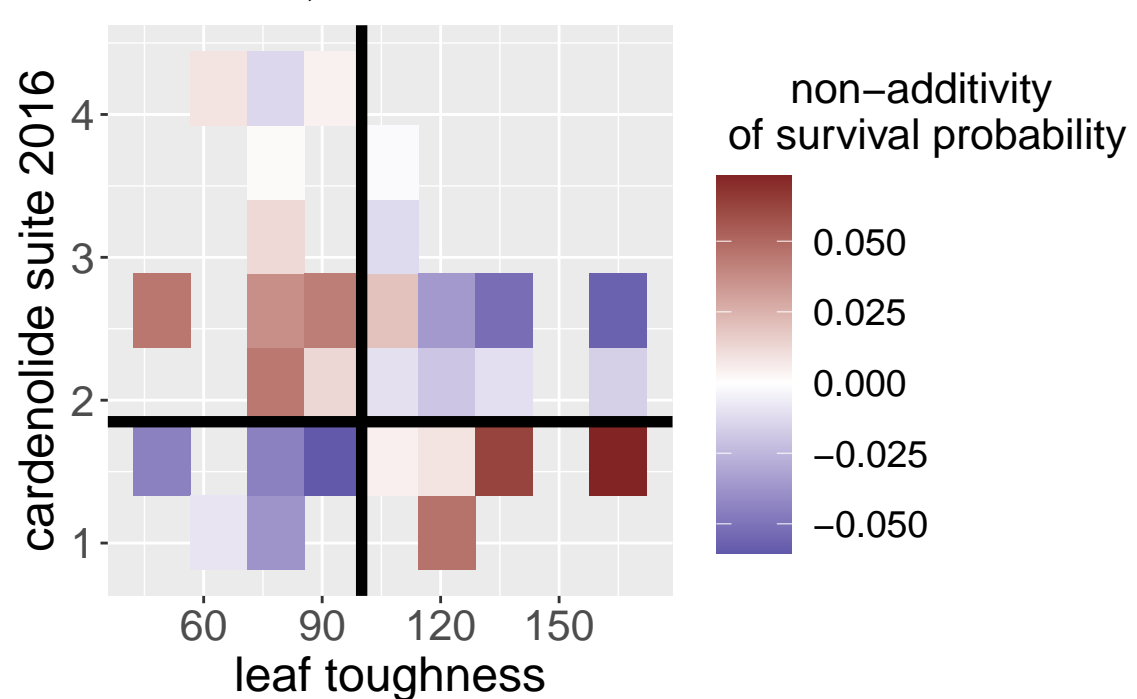 cardenolide suite 2016
4
3
2
1
60 90 120 150
leaf toughness
non−additivity
of survival probability
0.050
0.025
0.000
−0.025
−0.050